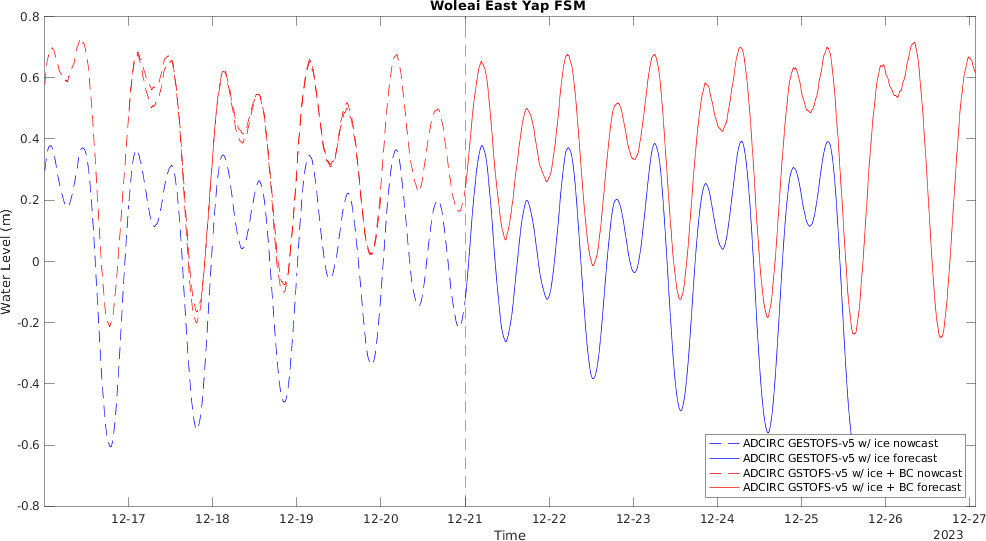 Woleai East Yap FSM
0.8
0.6
0.4
0.2
0
-0.2
-0.4
-0.6
-0.8
Water Level (m)
ADCIRC GESTOFS-v5 w/ ice nowcast
ADCIRC GESTOFS-v5 w/ ice forecast
ADCIRC GSTOFS-v5 w/ ice + BC nowcast
ADCIRC GSTOFS-v5 w/ ice + BC forecast
12-17 12-18 12-19 12-20 12-21 12-22 12-23 12-24 12-25 12-26 12-27
Time
2023